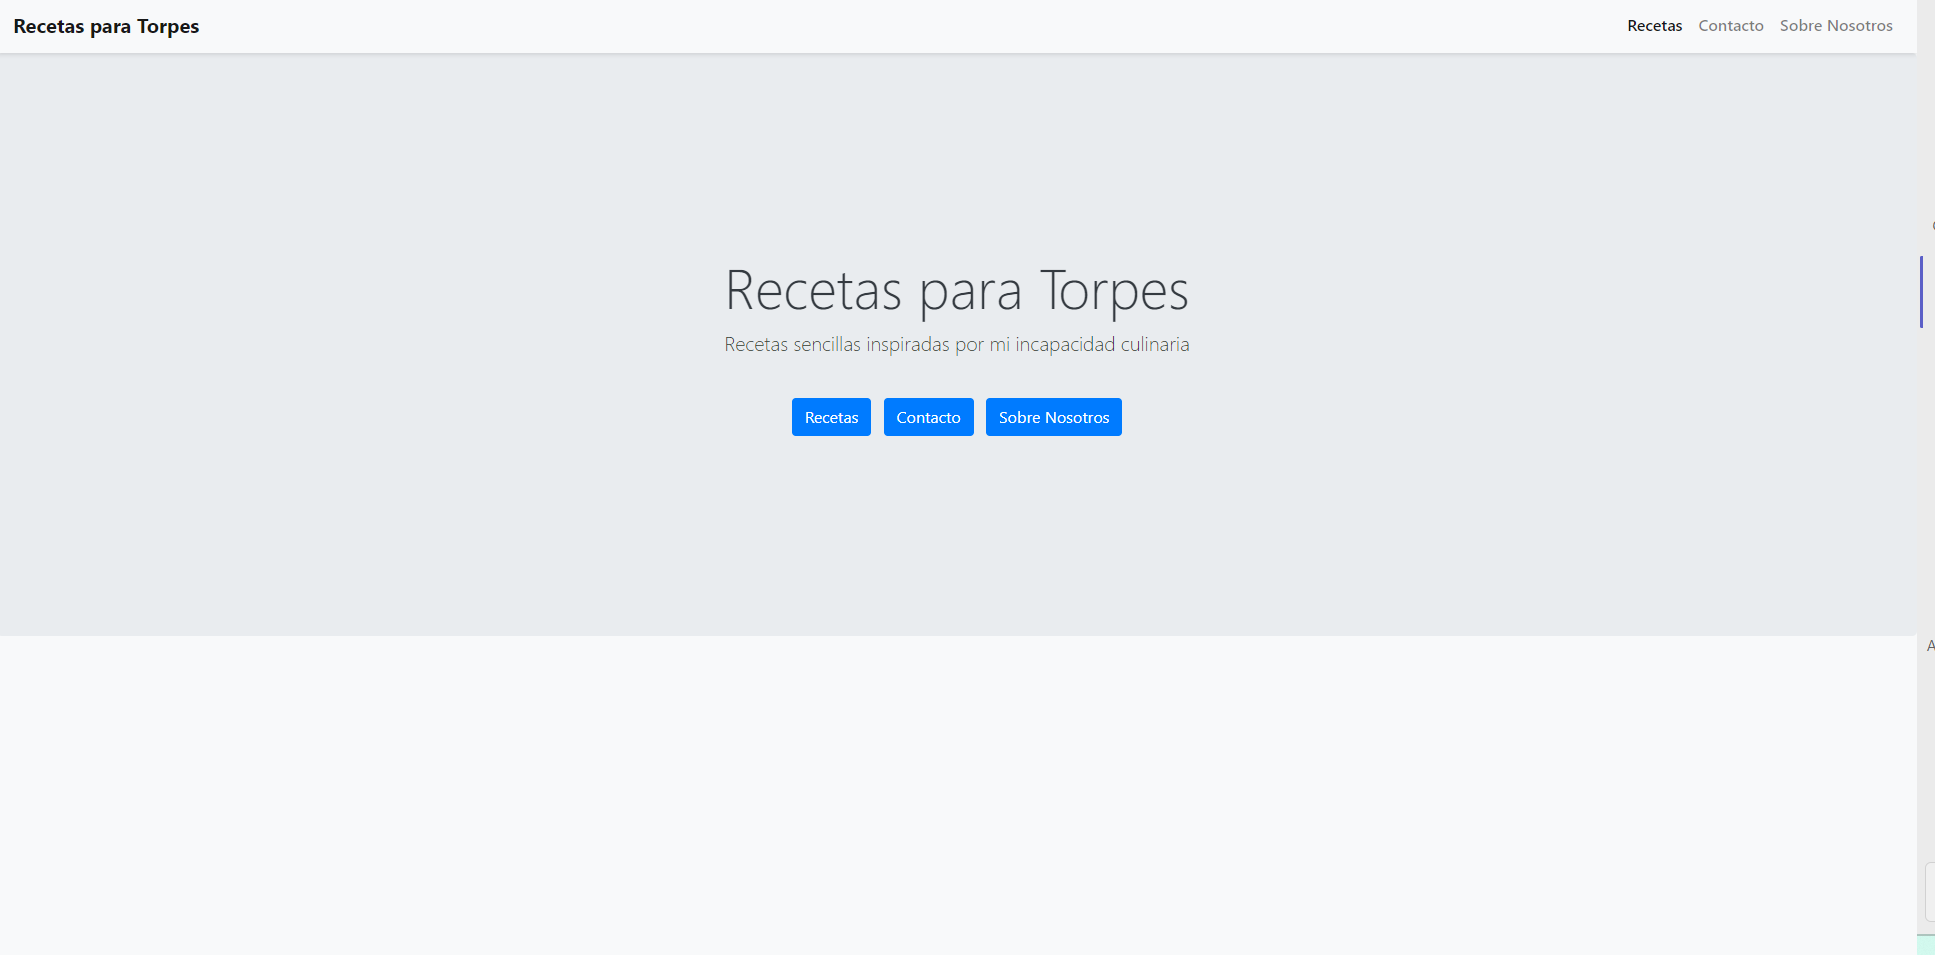 Recetas para Torpes
Recetas Contacto Sobre Nosotros
Recetas para Torpes
Recetas sencillas inspiradas por mi incapacidad culinaria
Recetas Contacto Sobre Nosotros